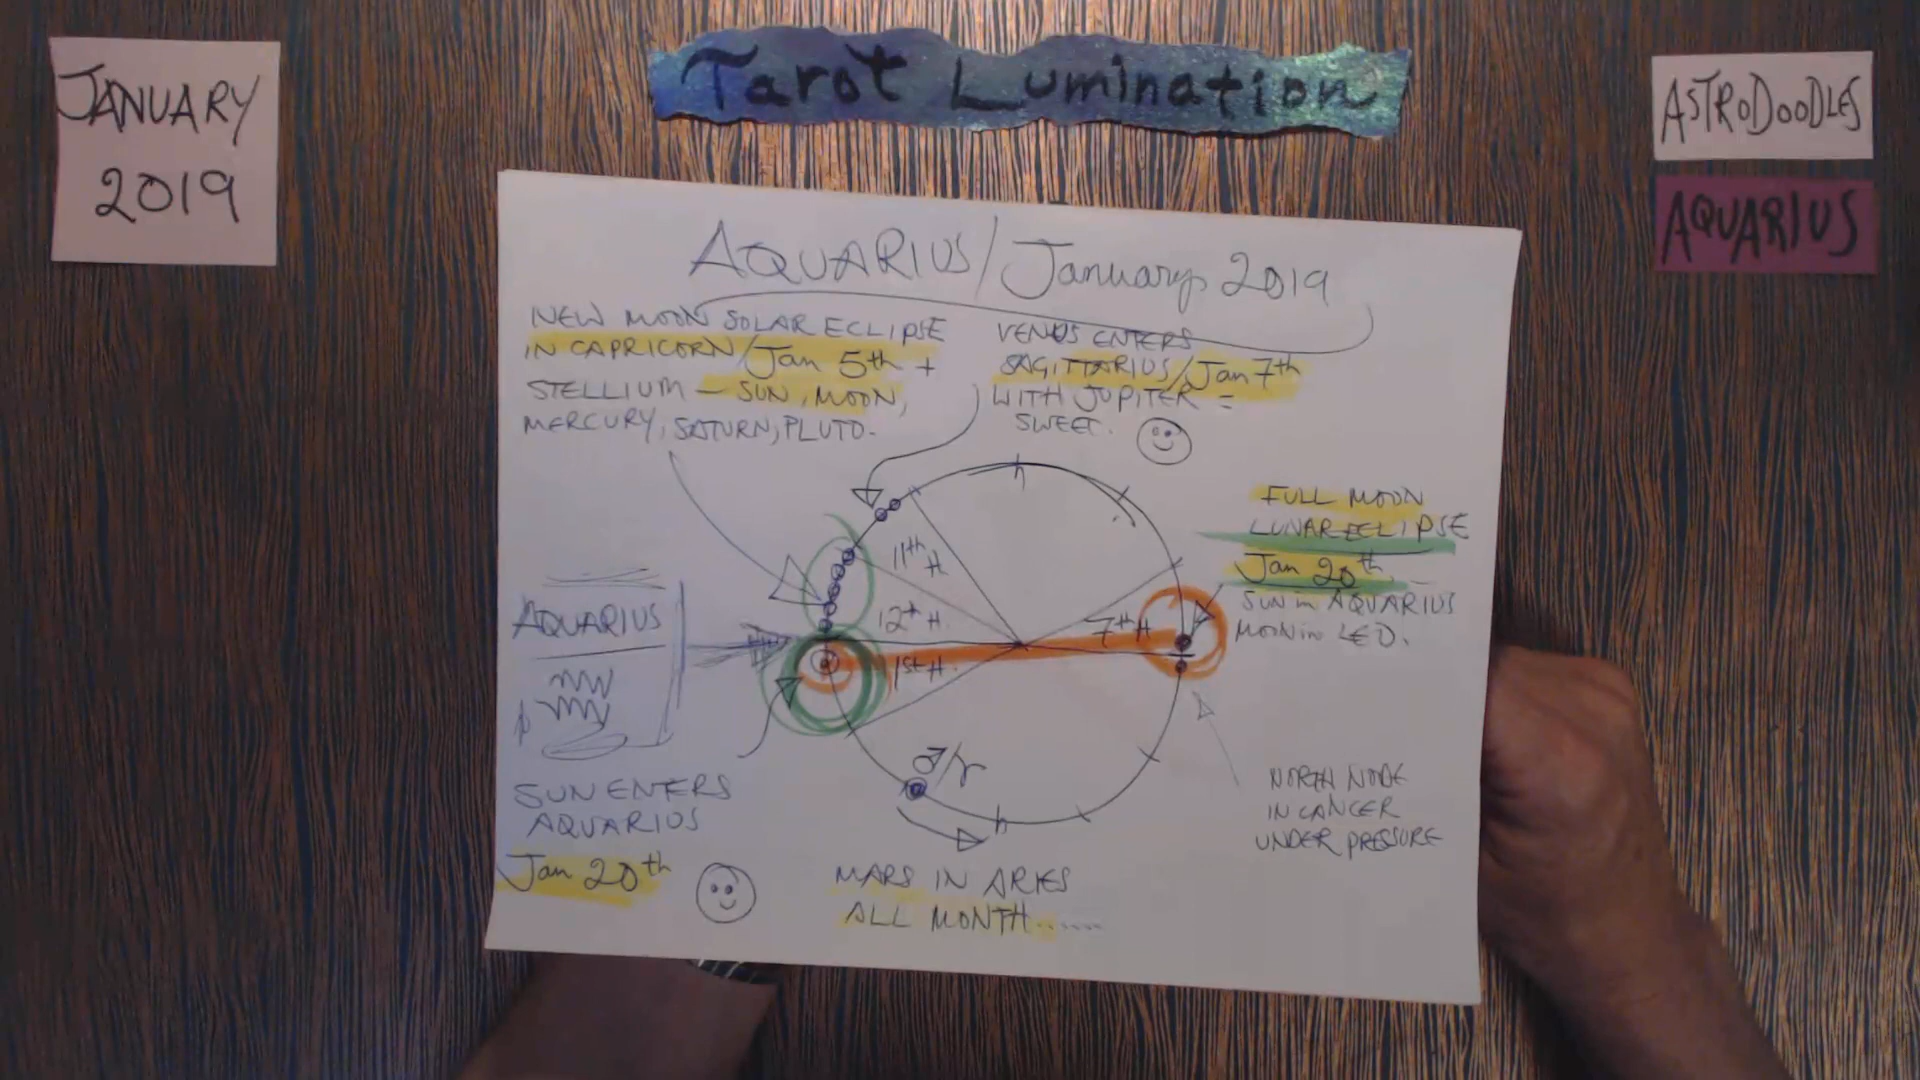 JANUARY
2019
Tarot Lumination
ASTRODOODLES
AQUARIUS
AQUARIUS/January 2019
NEW MOON SOLAR ECLIPSE
IN CAPRICORN/Jan 5th +
STELLIUM - SUN, MOON,
MERCURY, SATURN, PLUTO.
VENUS ENTERS
SAGITTARIUS/Jan 7th
WITH JUPITER =
SWEET.
FULL MOON
LUNAR ECLIPSE
Jan 20th,
SUN in AQUARIUS
MOON in LEO.
11th H
12th H.
7th H
1st H.
AQUARIUS
♂/♈
SUN ENTERS
AQUARIUS
Jan 20th
MARS IN ARIES
ALL MONTH......
NORTH NODE
IN CANCER
UNDER PRESSURE